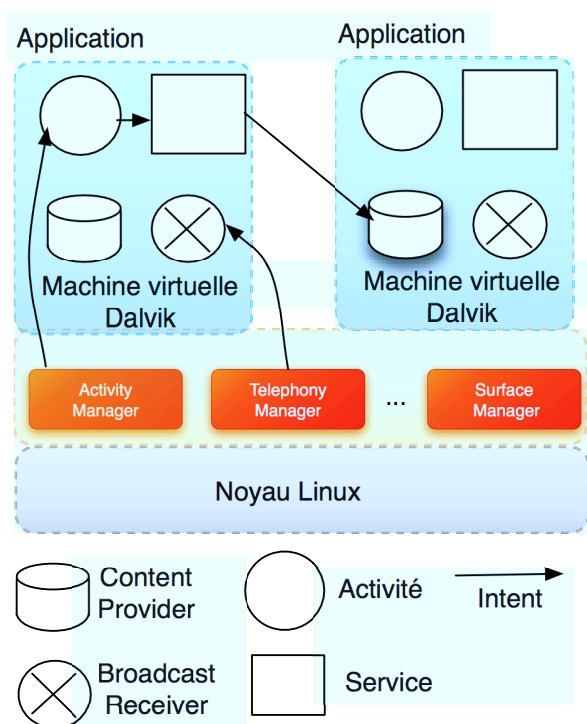 Application
Application
Machine virtuelle
Dalvik
Machine virtuelle
Dalvik
Activity
Manager
Telephony
Manager
...
Surface
Manager
Noyau Linux
Content
Provider
Activité
Intent
Broadcast
Receiver
Service